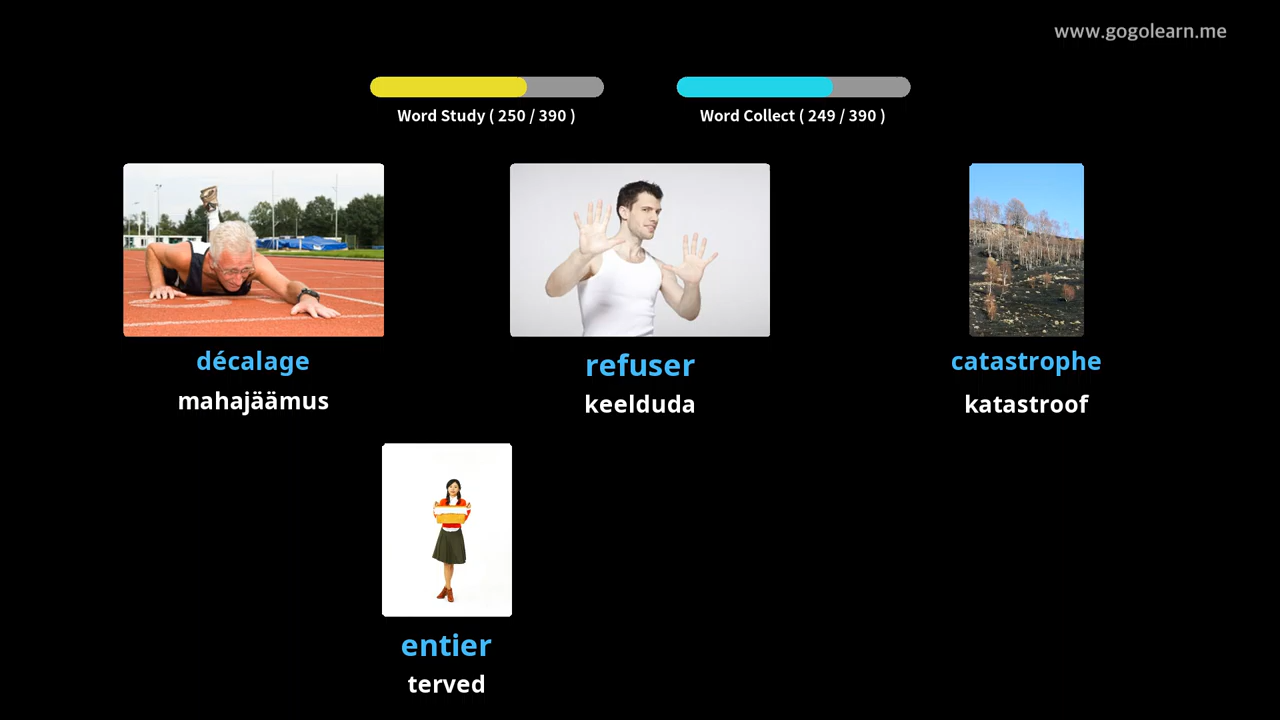 www.gogolearn.me
Word Study ( 250 / 390 )
Word Collect ( 249 / 390 )
décalage
mahajäämus
refuser
keelduda
catastrophe
katastroof
entier
terved